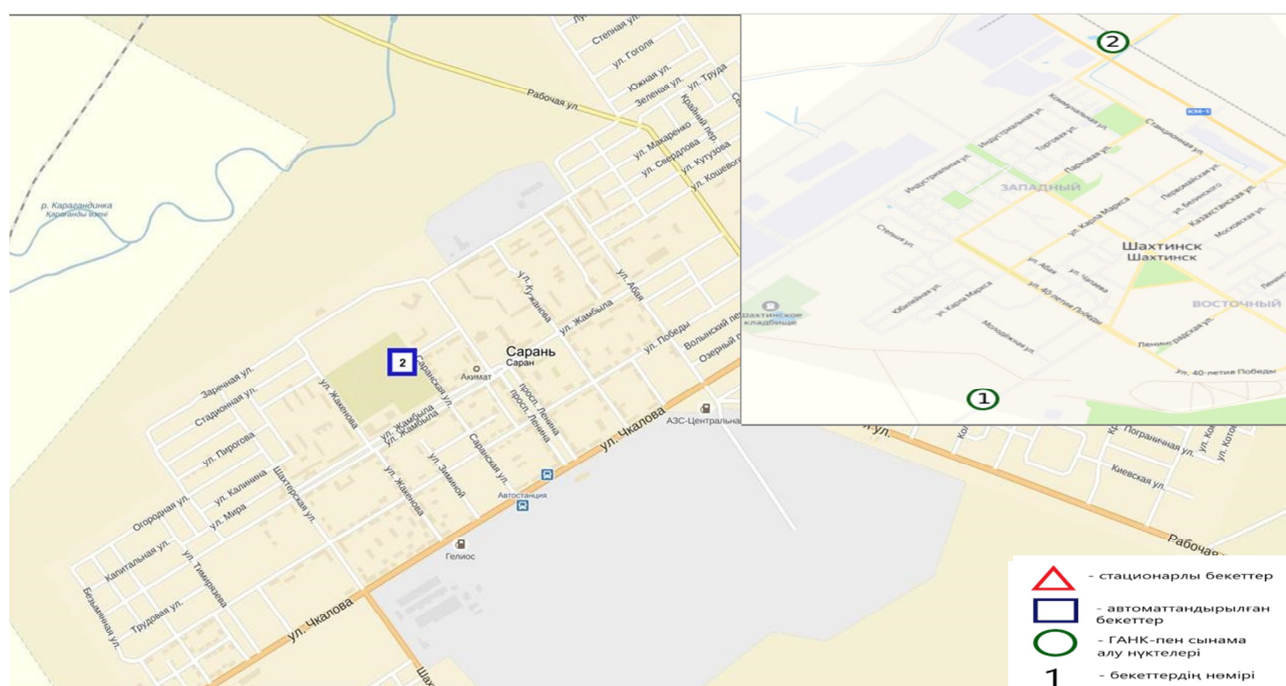 Степная ул.
ул. Гоголя
Южная ул.
Зеленая ул.
ул. Труда
Крайний пер.
Рабочая ул.
ул. Макаренко
ул. Свердлова
ул. Кутузова
ул. Кошевого
р. Карагандинка
Қарағанды өзені
ул. Кужанова
ул. Абая
ул. Жамбыла
ул. Победы
Волынский пер
Озерный
Сарань
Саран
2
Акимат
Саранская ул.
Заречная ул.
Стадионная ул.
ул. Жакенова
ул. Жамбыла
ул. Жамбыла
просп. Ленина
просп. Ленина
ул. Чкалова
АЗС-Центральна
ул. Пирогова
ул. Калинина
ул. Мира
Огородная ул.
Шахтерская ул.
ул. Зиминой
Саранская ул.
ул. Жакенова
Автостанция
Гелиос
Капитальная ул.
ул. Тимирязева
Безымянная ул.
Трудовая ул.
ул. Чкалова
Шах
2
КМ-1
Коммунальная ул.
Индустриальная ул.
Торговая ул.
Станционная ул.
Парковая ул.
Индустриальная ул.
ЗАПАДНЫЙ
Первомайская ул.
ул. Белинского
Казахстанская ул.
Московская ул.
ул. Карла Маркса
Степная ул.
Шахтинск
Шахтинск
ул. Абая
ул. Чапаева
ул. 40-летия Победы
Юбилейная ул.
ул. Карла Маркса
Молодёжная ул.
Шахтинское
кладбище
ВОСТОЧНЫЙ
Ленинградская ул.
ул. 40-летия Победы
1
ул.
Пограничная ул.
ул. Кото
Киевская ул.
Рабочая
- стационарлы бекеттер
- автоматтандырылған
бекеттер
- ГАНК-пен сынама
алу нүктелері
1
- бекеттердің нөмірі